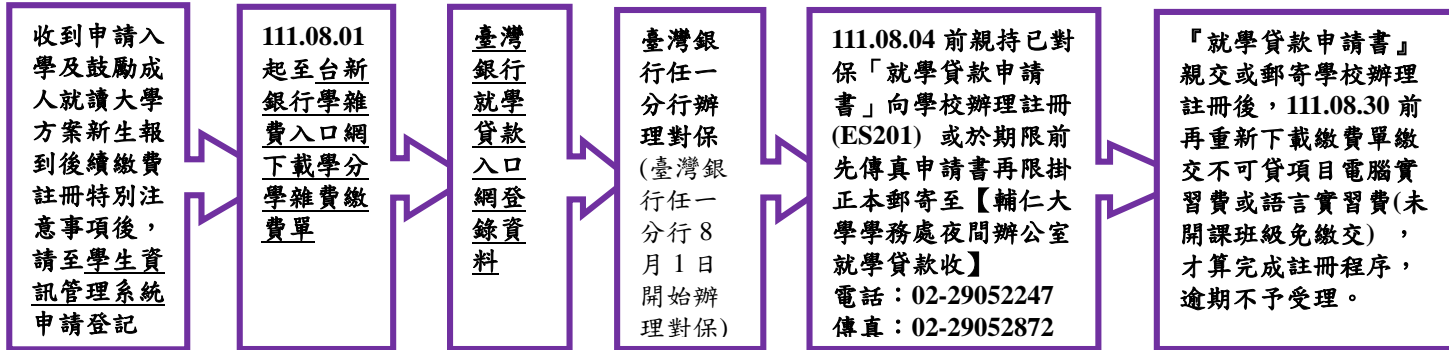 收到申請入
學及鼓勵成
人就讀大學
方案新生報
到後續繳費
註冊特別注
意事項後，
請至學生資
訊管理系統
申請登記
111.08.01
起至台新
銀行學雜
費入口網
下載學分
學雜費繳
費單
臺灣
銀行
就學
貸款
入口
網登
錄資
料
臺灣銀
行任一
分行辦
理對保
(臺灣銀
行任一
分行 8
月 1 日
開始辦
理對保)
111.08.04 前親持已對
保「就學貸款申請
書」向學校辦理註冊
(ES201) 或於期限前
先傳真申請書再限掛
正本郵寄至【輔仁大
學學務處夜間辦公室
就學貸款收】
電話：02-29052247
傳真：02-29052872
『就學貸款申請書』
親交或郵寄學校辦理
註冊後，111.08.30 前
再重新下載繳費單繳
交不可貸項目電腦實
習費或語言實習費(未
開課班級免繳交) ，
才算完成註冊程序，
逾期不予受理。